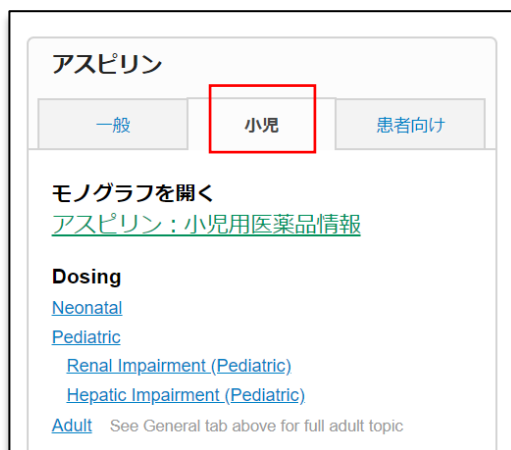 アスピリン
一般 小児 患者向け
モノグラフを開く
アスピリン：小児用医薬品情報
Dosing
Neonatal
Pediatric
Renal Impairment (Pediatric)
Hepatic Impairment (Pediatric)
Adult See General tab above for full adult topic